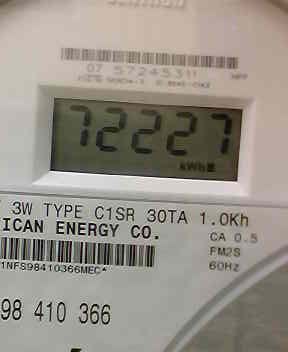 07 57245311
72227
kWh
3W TYPE C1SR 30TA 1.0Kh
ICAN ENERGY CO.
CA 0.5
FM2S
1NFS98410366MEC*
60Hz
98 410 366